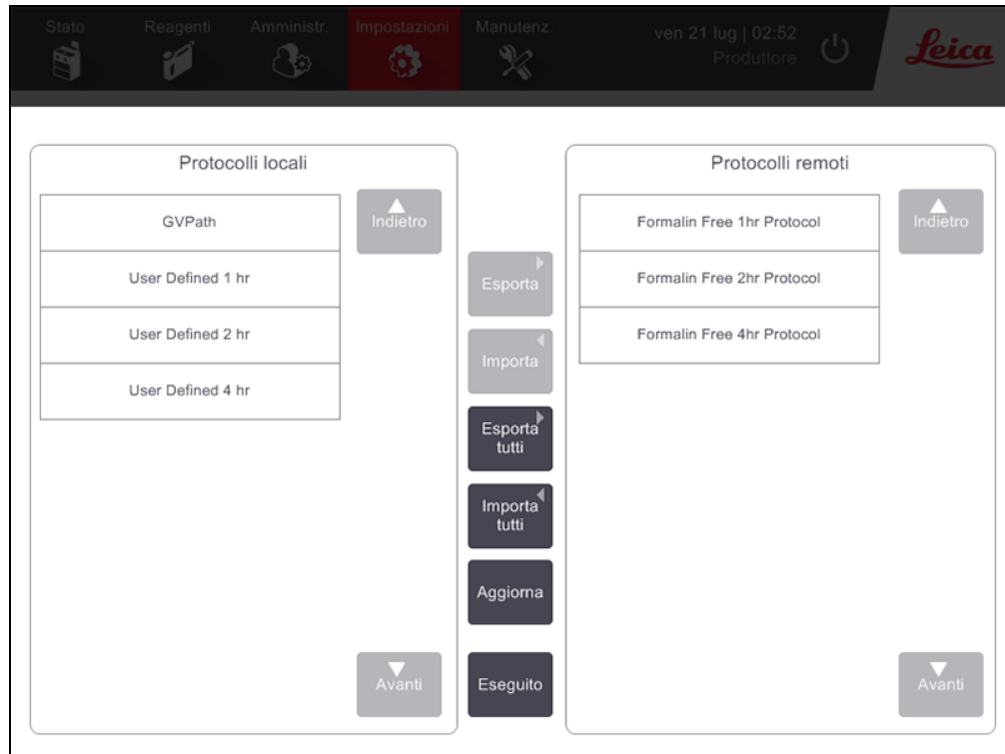 Stato
Reagenti
Amministr.
Impostazioni
Manutenz.
ven 21 lug | 02:52
Produttore
Leica
Protocolli locali
GVPath
User Defined 1 hr
User Defined 2 hr
User Defined 4 hr
Indietro
Avanti
Esporta
Importa
Esporta
tutti
Importa
tutti
Aggiorna
Eseguito
Protocolli remoti
Formalin Free 1hr Protocol
Formalin Free 2hr Protocol
Formalin Free 4hr Protocol
Indietro
Avanti